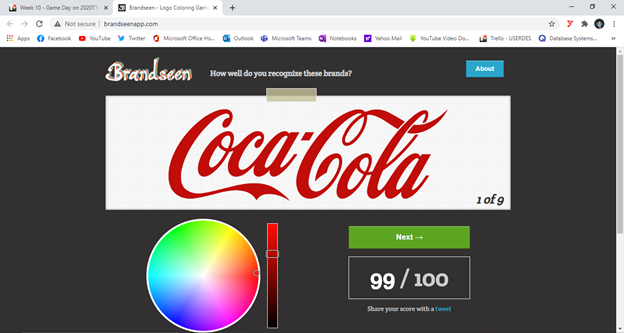 Week 10 - Game Day on 2020T1
Brandseen - Logo Coloring Gam
Not secure | brandseenapp.com
Apps Facebook YouTube Twitter Microsoft Office Ho... Outlook Microsoft Teams Notebooks Yahoo Mail YouTube Video Do... Trello - USERDES Database Systems...
Brandseen
How well do you recognize these brands?
About
Coca-Cola
1 of 9
Next →
99 / 100
Share your score with a tweet